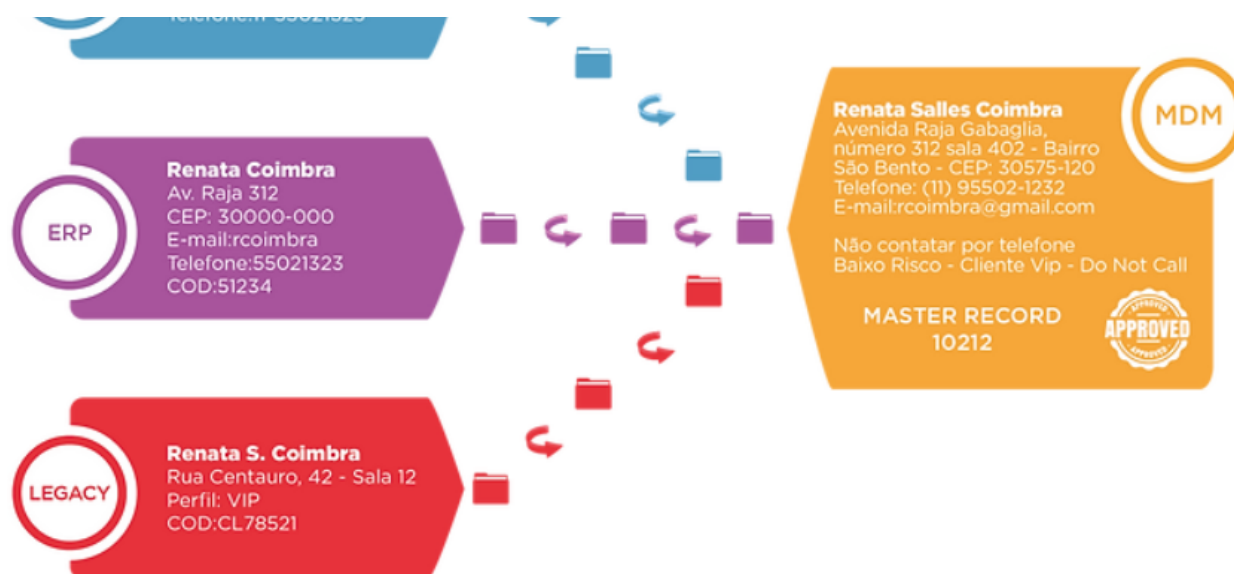 ERP
Renata Coimbra
Av. Raja 312
CEP: 30000-000
E-mail:rcoimbra
Telefone:55021323
COD:51234
LEGACY
Renata S. Coimbra
Rua Centauro, 42 - Sala 12
Perfil: VIP
COD:CL78521
MDM
Renata Salles Coimbra
Avenida Raja Gabaglia,
número 312 sala 402 - Bairro
São Bento - CEP: 30575-120
Telefone: (11) 95502-1232
E-mail:rcoimbra@gmail.com
Não contatar por telefone
Baixo Risco - Cliente Vip - Do Not Call
MASTER RECORD
10212
APPROVED
APPROVED
APPROVED